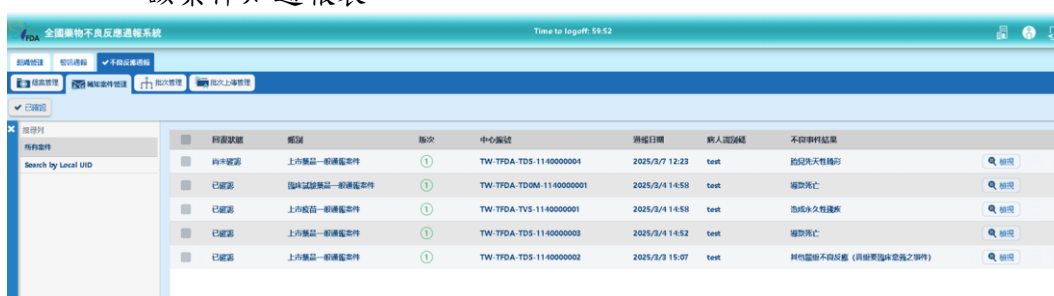 該案件知通報表
FDA 全國藥物不良反應通報系統
Time to logoff: 59:52
組織管理 智訊通報 ✔不良反應通報
檔案管理 補齊案件管理 批次管理 批次上傳管理
✔ 已確認
搜尋列
所有案件
Search by Local UID
回覆狀態 類別 版次 中心編號 通報日期 病人識別碼 不良事件結果
尚未確認 上市藥品一般通報案件 1 TW-TFDA-TDS-1140000004 2025/3/7 12:23 test 胎兒先天性畸形 檢視
已確認 臨床試驗藥品一般通報案件 1 TW-TFDA-TD0M-1140000001 2025/3/4 14:58 test 導致死亡 檢視
已確認 上市疫苗一般通報案件 1 TW-TFDA-TVS-1140000001 2025/3/4 14:58 test 造成永久性殘疾 檢視
已確認 上市藥品一般通報案件 1 TW-TFDA-TDS-1140000003 2025/3/4 14:52 test 導致死亡 檢視
已確認 上市藥品一般通報案件 1 TW-TFDA-TDS-1140000002 2025/3/3 15:07 test 其他嚴重不良反應（具重要臨床意義之事件） 檢視